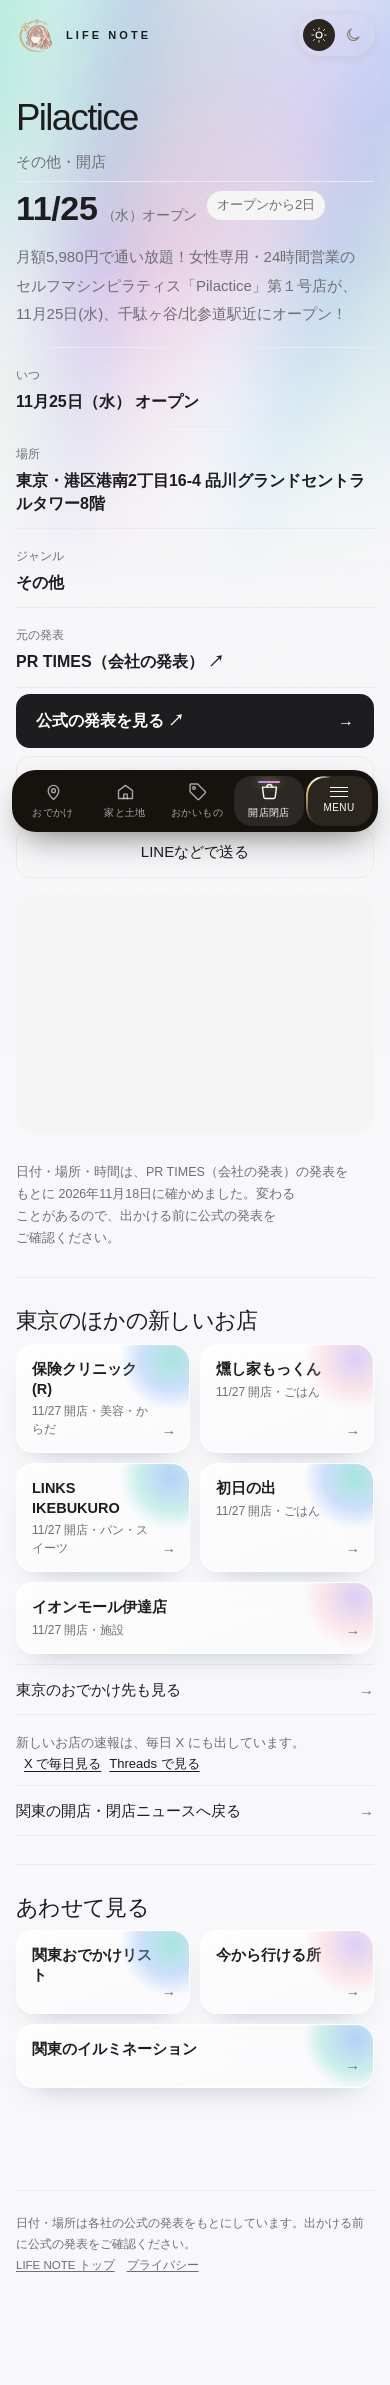 LIFE NOTE
Pilactice
その他・開店
11/25 （水）オープン オープンから2日
月額5,980円で通い放題！女性専用・24時間営業の
セルフマシンピラティス「Pilactice」第１号店が、
11月25日(水)、千駄ヶ谷/北参道駅近にオープン！
いつ
11月25日（水） オープン
場所
東京・港区港南2丁目16-4 品川グランドセントラ
ルタワー8階
ジャンル
その他
元の発表
PR TIMES（会社の発表） ↗
公式の発表を見る ↗ →
おでかけ 家と土地 おかいもの 開店閉店 MENU
LINEなどで送る
日付・場所・時間は、PR TIMES（会社の発表）の発表を
もとに 2026年11月18日に確かめました。変わる
ことがあるので、出かける前に公式の発表を
ご確認ください。
東京のほかの新しいお店
保険クリニック
(R)
11/27 開店・美容・か
らだ →
燻し家もっくん
11/27 開店・ごはん
→
LINKS
IKEBUKURO
11/27 開店・パン・ス
イーツ →
初日の出
11/27 開店・ごはん
→
イオンモール伊達店
11/27 開店・施設 →
東京のおでかけ先も見る →
新しいお店の速報は、毎日 X にも出しています。
X で毎日見る Threads で見る
関東の開店・閉店ニュースへ戻る →
あわせて見る
関東おでかけリス
ト →
今から行ける所
→
関東のイルミネーション
→
日付・場所は各社の公式の発表をもとにしています。出かける前
に公式の発表をご確認ください。
LIFE NOTE トップ プライバシー